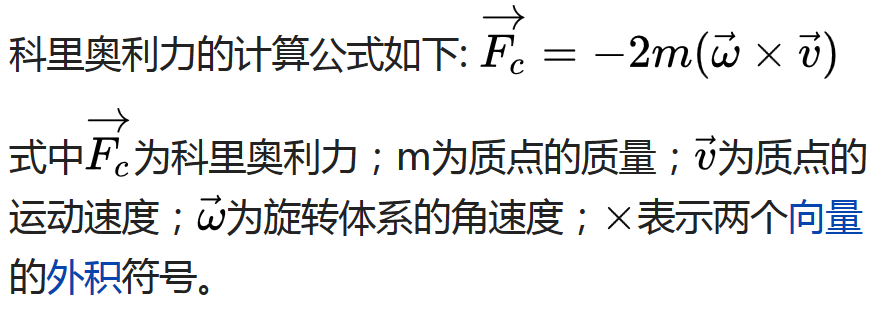 科里奥利力的计算公式如下: $\overrightarrow{F_c} = -2m(\vec{\omega} \times \vec{v})$
式中$\overrightarrow{F_c}$为科里奥利力；m为质点的质量；$\vec{v}$为质点的
运动速度；$\vec{\omega}$为旋转体系的角速度；×表示两个向量
的外积符号。